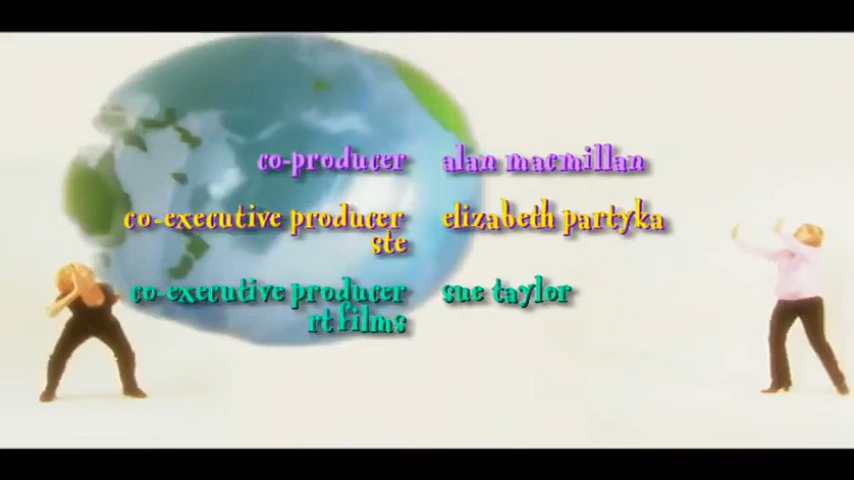 co-producer alan macmillan
co-executive producer elizabeth partyka
ste
co-executive producer sue taylor
rt films